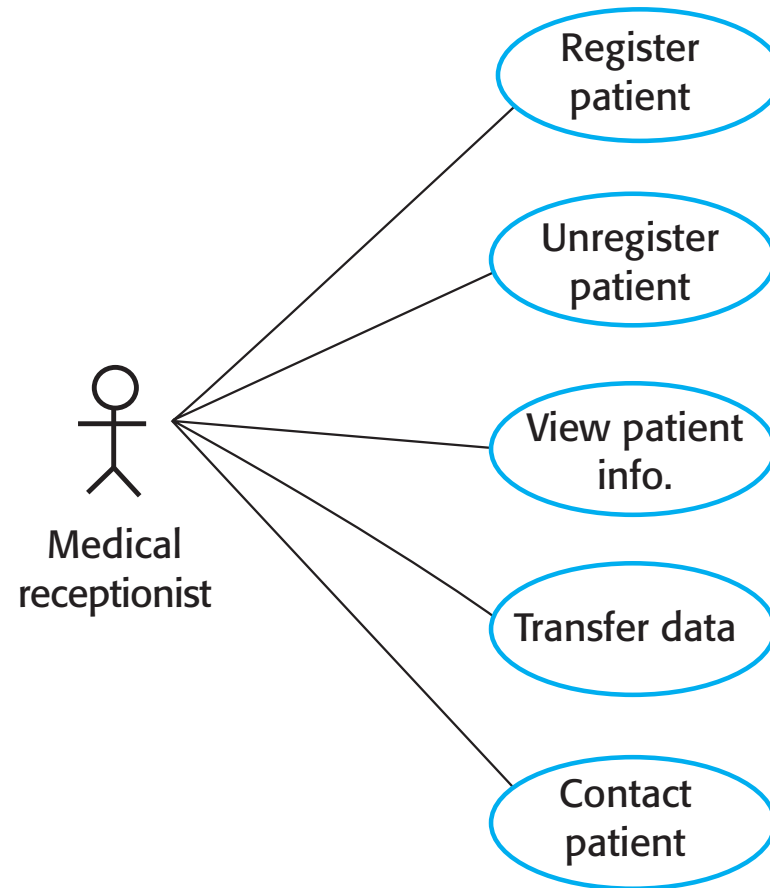 Register
patient
Unregister
patient
View patient
info.
Medical
receptionist
Transfer data
Contact
patient